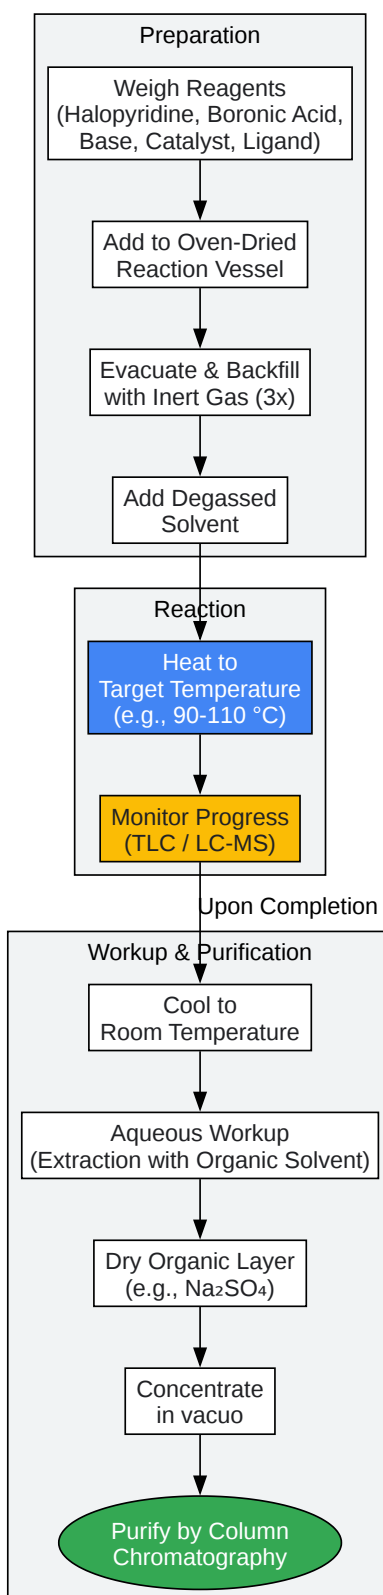 Preparation
Weigh Reagents
(Halopyridine, Boronic Acid,
Base, Catalyst, Ligand)
Add to Oven-Dried
Reaction Vessel
Evacuate & Backfill
with Inert Gas (3x)
Add Degassed
Solvent
Reaction
Heat to
Target Temperature
(e.g., 90-110 °C)
Monitor Progress
(TLC / LC-MS)
Upon Completion
Workup & Purification
Cool to
Room Temperature
Aqueous Workup
(Extraction with Organic Solvent)
Dry Organic Layer
(e.g., Na₂SO₄)
Concentrate
in vacuo
Purify by Column
Chromatography